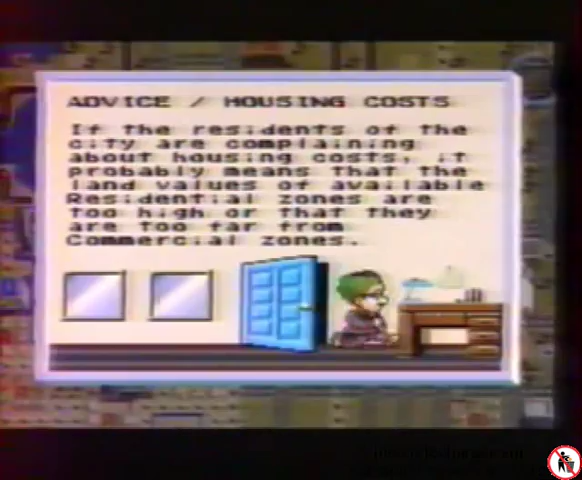 ADVICE / HOUSING COSTS
If the residents of the
city are complaining
about housing costs, it
probably means that the
land values of available
Residential zones are
too high or that they
are too far from
Commercial zones.